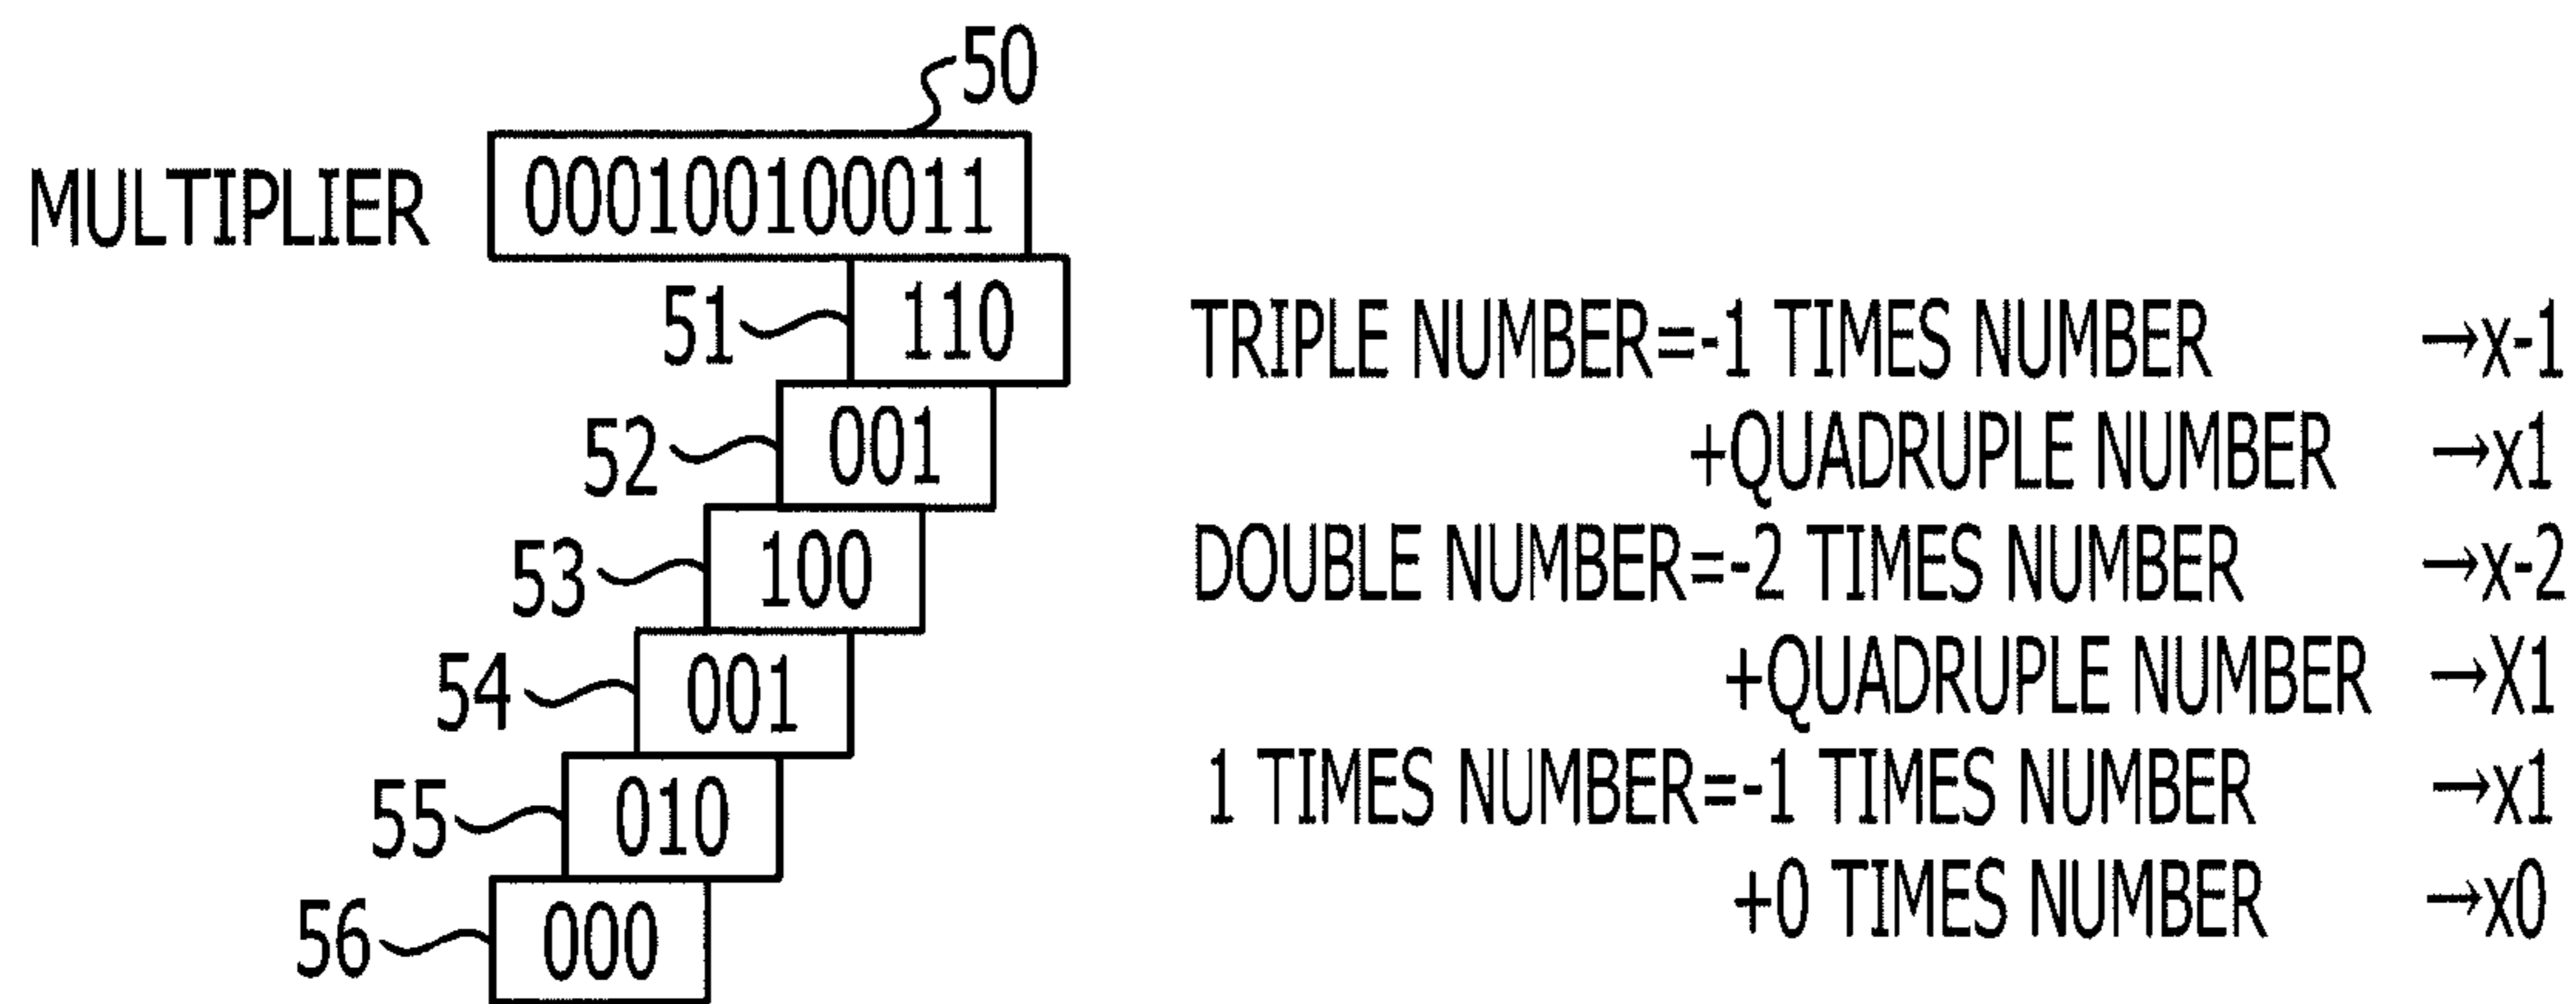 50
MULTIPLIER 000100100011
51 110 TRIPLE NUMBER=-1 TIMES NUMBER →x-1
52 001 +QUADRUPLE NUMBER →x1
53 100 DOUBLE NUMBER=-2 TIMES NUMBER →x-2
54 001 +QUADRUPLE NUMBER →X1
55 010 1 TIMES NUMBER=-1 TIMES NUMBER →x1
56 000 +0 TIMES NUMBER →x0